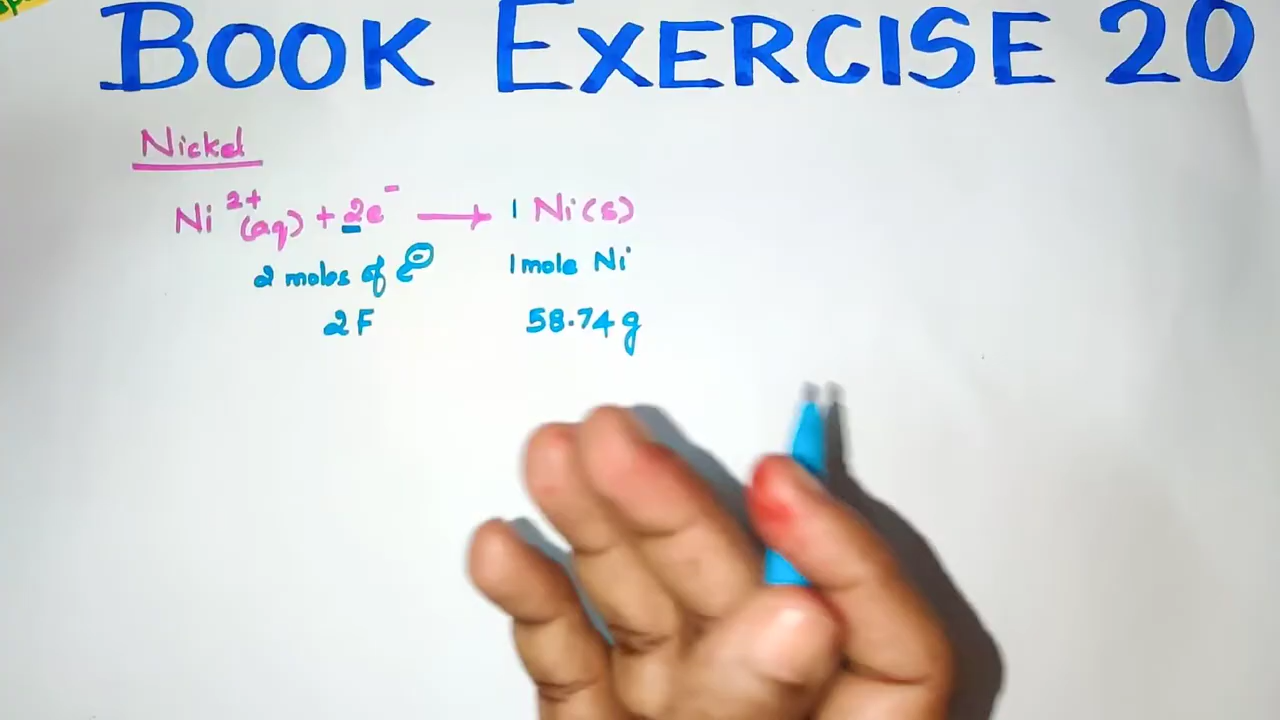 BOOK EXERCISE 20
Nickel
Ni²⁺(aq) + 2e⁻ ⟶ 1 Ni(s)
2 moles of e⊖ 1 mole Ni
2F 58.74 g